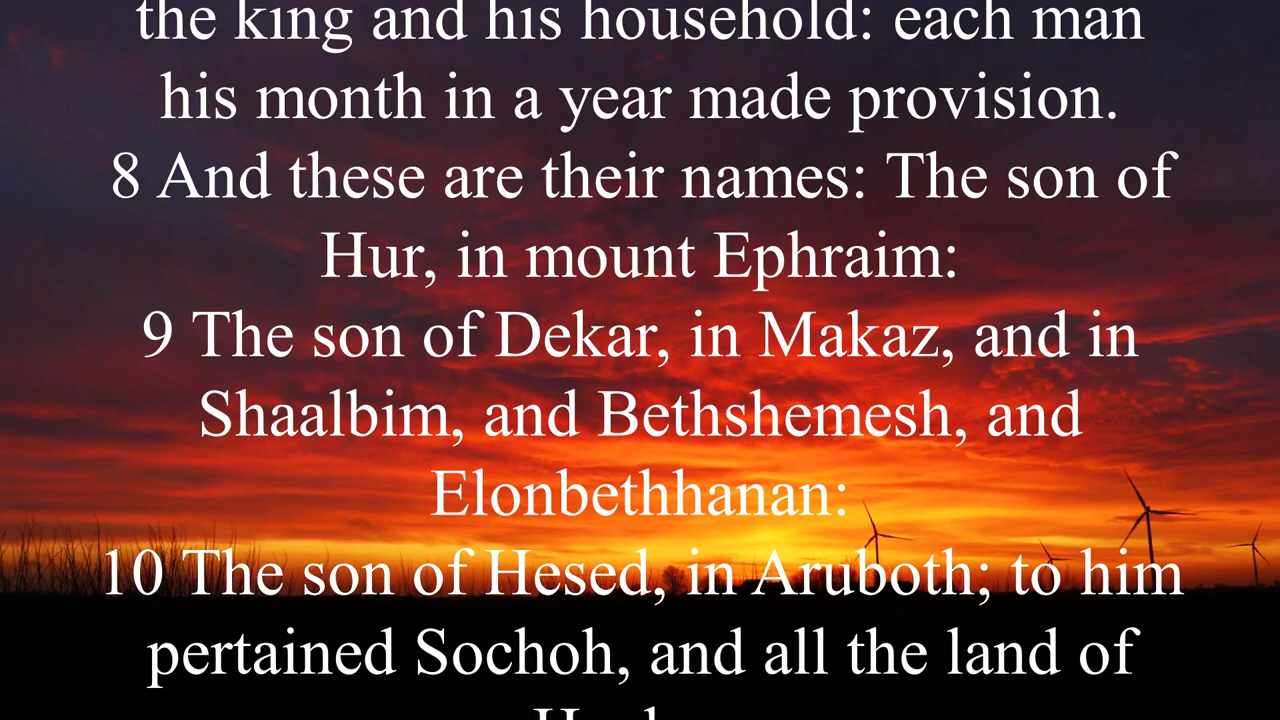 the king and his household: each man
his month in a year made provision.
8 And these are their names: The son of
Hur, in mount Ephraim:
9 The son of Dekar, in Makaz, and in
Shaalbim, and Bethshemesh, and
Elonbethhanan:
10 The son of Hesed, in Aruboth; to him
pertained Sochoh, and all the land of